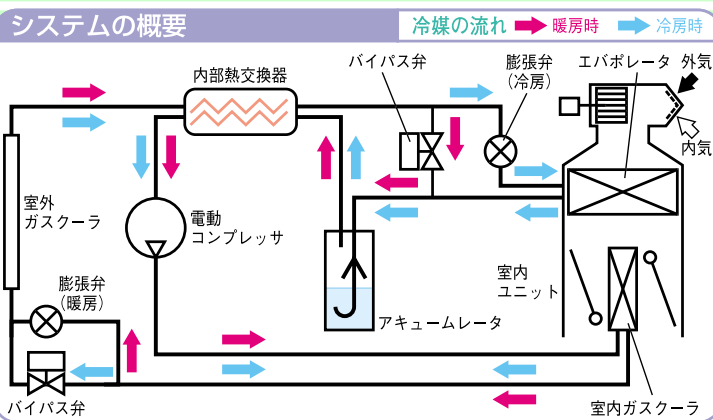 システムの概要
冷媒の流れ 暖房時 冷房時
内部熱交換器
バイパス弁
膨張弁
（冷房）
エバポレータ
外気
内気
室外
ガスクーラ
電動
コンプレッサ
膨張弁
（暖房）
アキュームレータ
室内
ユニット
バイパス弁
室内ガスクーラ